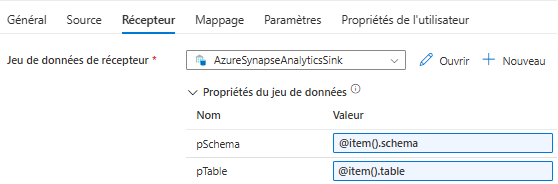 Général Source Récepteur Mappage Paramètres Propriétés de l'utilisateur
Jeu de données de récepteur * AzureSynapseAnalyticsSink Ouvrir Nouveau
Propriétés du jeu de données
Nom Valeur
pSchema @item().schema
pTable @item().table